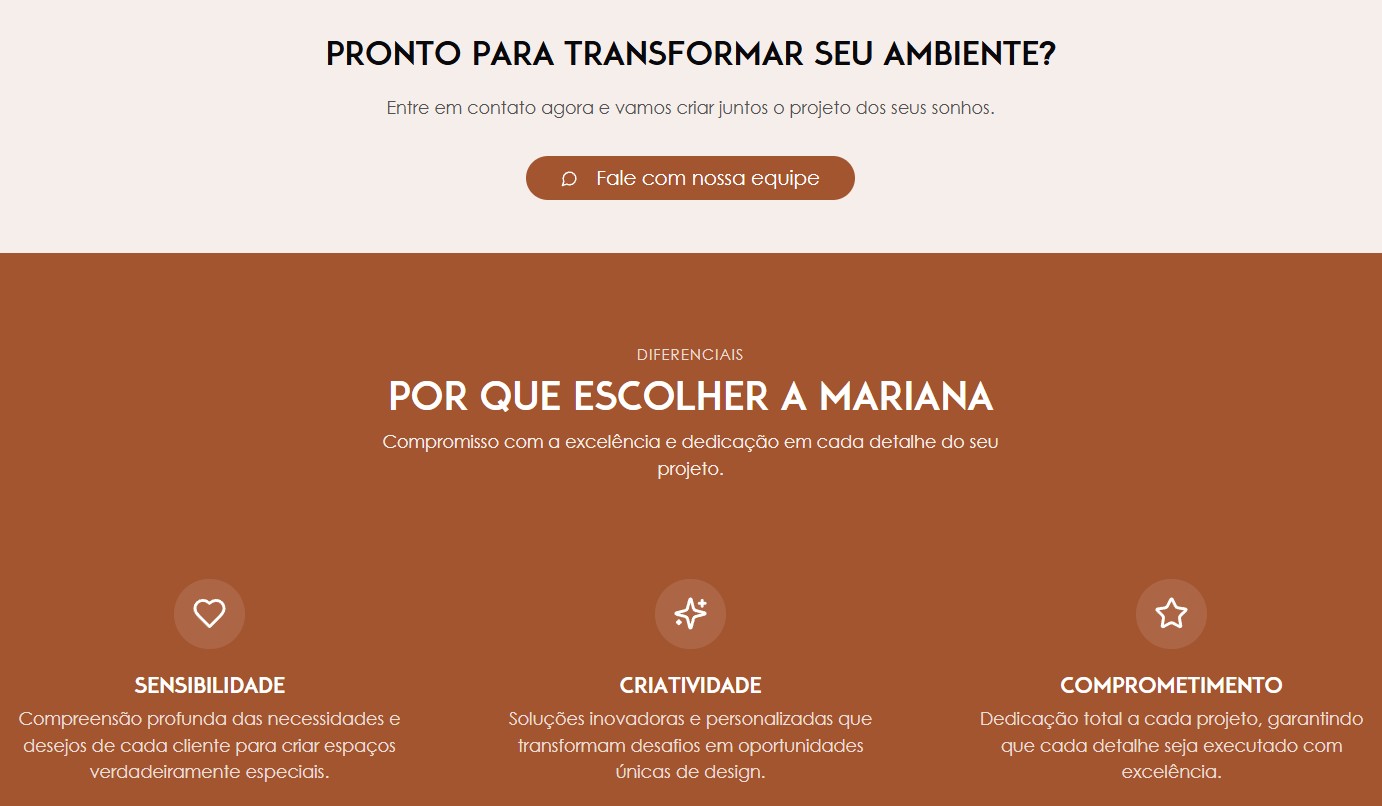 PRONTO PARA TRANSFORMAR SEU AMBIENTE?
Entre em contato agora e vamos criar juntos o projeto dos seus sonhos.
Fale com nossa equipe
DIFERENCIAIS
POR QUE ESCOLHER A MARIANA
Compromisso com a excelência e dedicação em cada detalhe do seu
projeto.
SENSIBILIDADE
Compreensão profunda das necessidades e
desejos de cada cliente para criar espaços
verdadeiramente especiais.
CRIATIVIDADE
Soluções inovadoras e personalizadas que
transformam desafios em oportunidades
únicas de design.
COMPROMETIMENTO
Dedicação total a cada projeto, garantindo
que cada detalhe seja executado com
excelência.